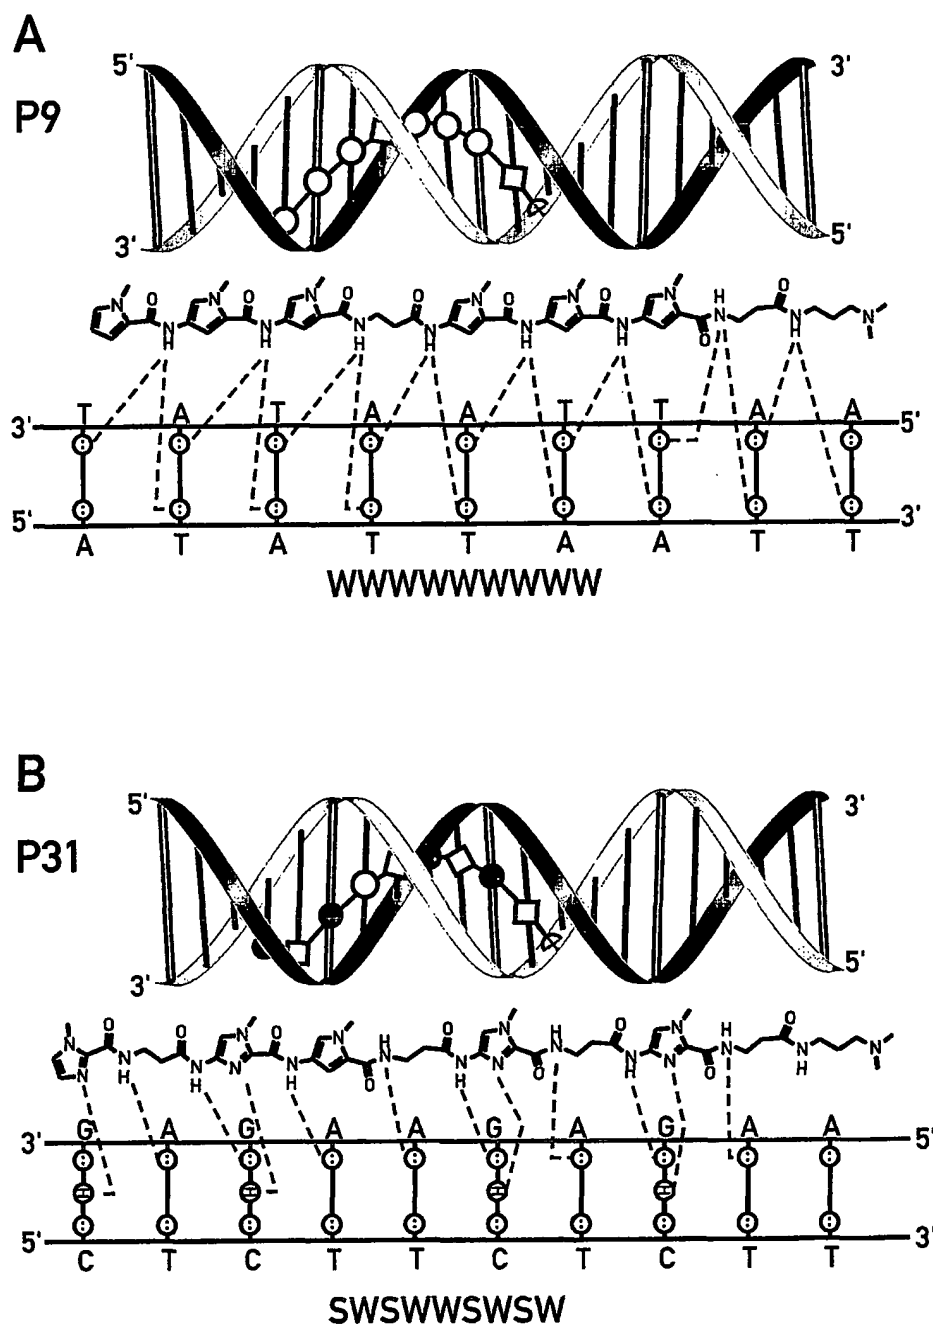 A
P9
5'
3'
3'
5'
N O N O N O O N O N O N H O
N N N N N N N N N
H H H H H H O H
T A T A A T T A A
3' 5'
5' 3'
A T A T T A A T T
WWWWWWWWW
B
P31
5'
3'
3'
5'
O O N O N H O N H O N H O
N N N N N N N N N N N
N H H N H O H N O H N O H
G A G A A G A G A A
3' 5'
H H H H
5' 3'
C T C T T C T C T T
SWSWWSWSW